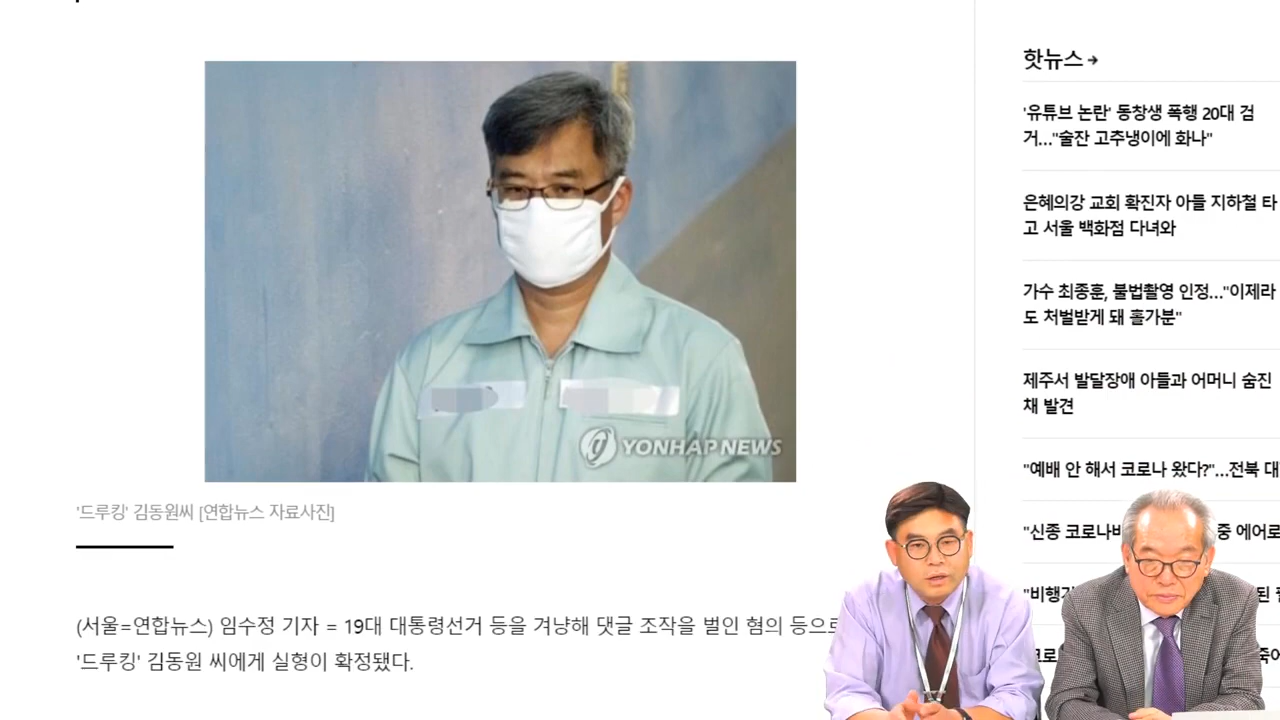 YONHAP NEWS
'드루킹' 김동원씨 [연합뉴스 자료사진]
(서울=연합뉴스) 임수정 기자 = 19대 대통령선거 등을 겨냥해 댓글 조작을 벌인 혐의 등으로
'드루킹' 김동원 씨에게 실형이 확정됐다.
핫뉴스
'유튜브 논란' 동창생 폭행 20대 검
거…"술잔 고추냉이에 화나"
은혜의강 교회 확진자 아들 지하철 타
고 서울 백화점 다녀와
가수 최종훈, 불법촬영 인정…"이제라
도 처벌받게 돼 홀가분"
제주서 발달장애 아들과 어머니 숨진
채 발견
"예배 안 해서 코로나 왔다?"…전북 대
"신종 코로나 중 에어로
"비행 된